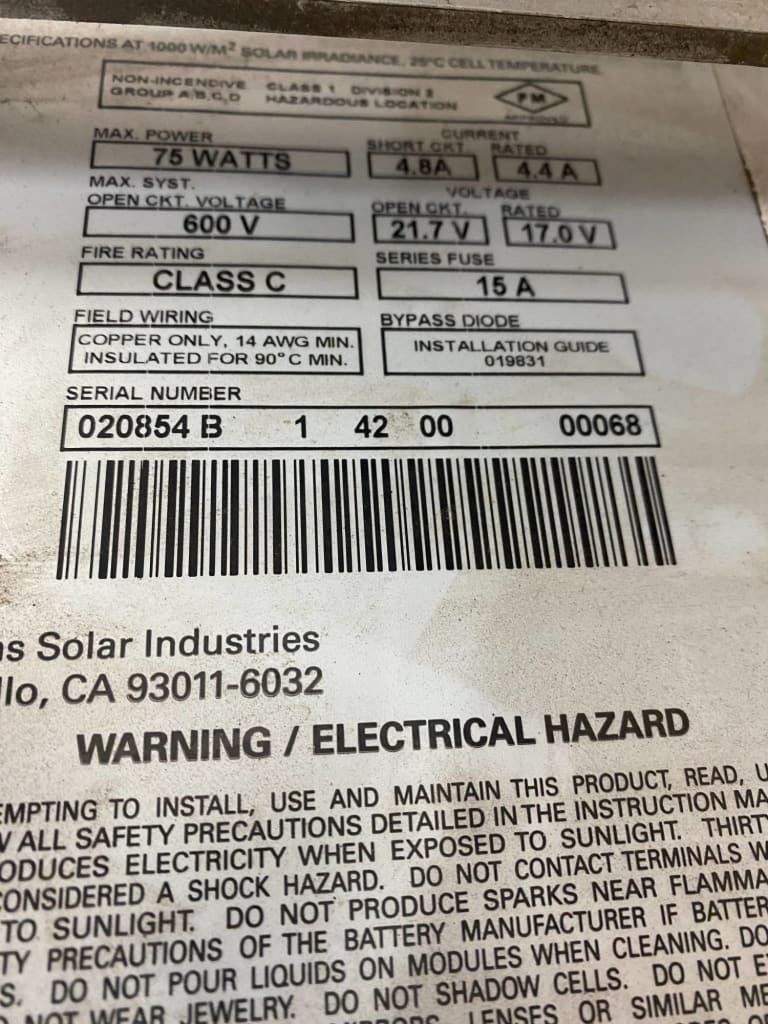 ECIFICATIONS AT 1000 W/M² SOLAR IRRADIANCE, 25°C CELL TEMPERATURE
NON-INCENDIVE CLASS 1 DIVISION 2
GROUP A,B,C,D HAZARDOUS LOCATION
FM
APPROVED
MAX. POWER
75 WATTS
CURRENT
SHORT CKT. RATED
4.8A 4.4 A
MAX. SYST.
OPEN CKT. VOLTAGE
600 V
VOLTAGE
OPEN CKT. RATED
21.7 V 17.0 V
FIRE RATING
CLASS C
SERIES FUSE
15 A
FIELD WIRING
COPPER ONLY, 14 AWG MIN.
INSULATED FOR 90°C MIN.
BYPASS DIODE
INSTALLATION GUIDE
019831
SERIAL NUMBER
020854 B 1 42 00 00068
ns Solar Industries
llo, CA 93011-6032
WARNING / ELECTRICAL HAZARD
EMPTING TO INSTALL, USE AND MAINTAIN THIS PRODUCT, READ, U
W ALL SAFETY PRECAUTIONS DETAILED IN THE INSTRUCTION MA
ODUCES ELECTRICITY WHEN EXPOSED TO SUNLIGHT. THIRT
CONSIDERED A SHOCK HAZARD. DO NOT CONTACT TERMINALS W
TO SUNLIGHT. DO NOT PRODUCE SPARKS NEAR FLAMMA
TY PRECAUTIONS OF THE BATTERY MANUFACTURER IF BATTER
S. DO NOT POUR LIQUIDS ON MODULES WHEN CLEANING. DO
NOT WEAR JEWELRY. DO NOT SHADOW CELLS. DO NOT E
LENSES OR SIMILAR ME